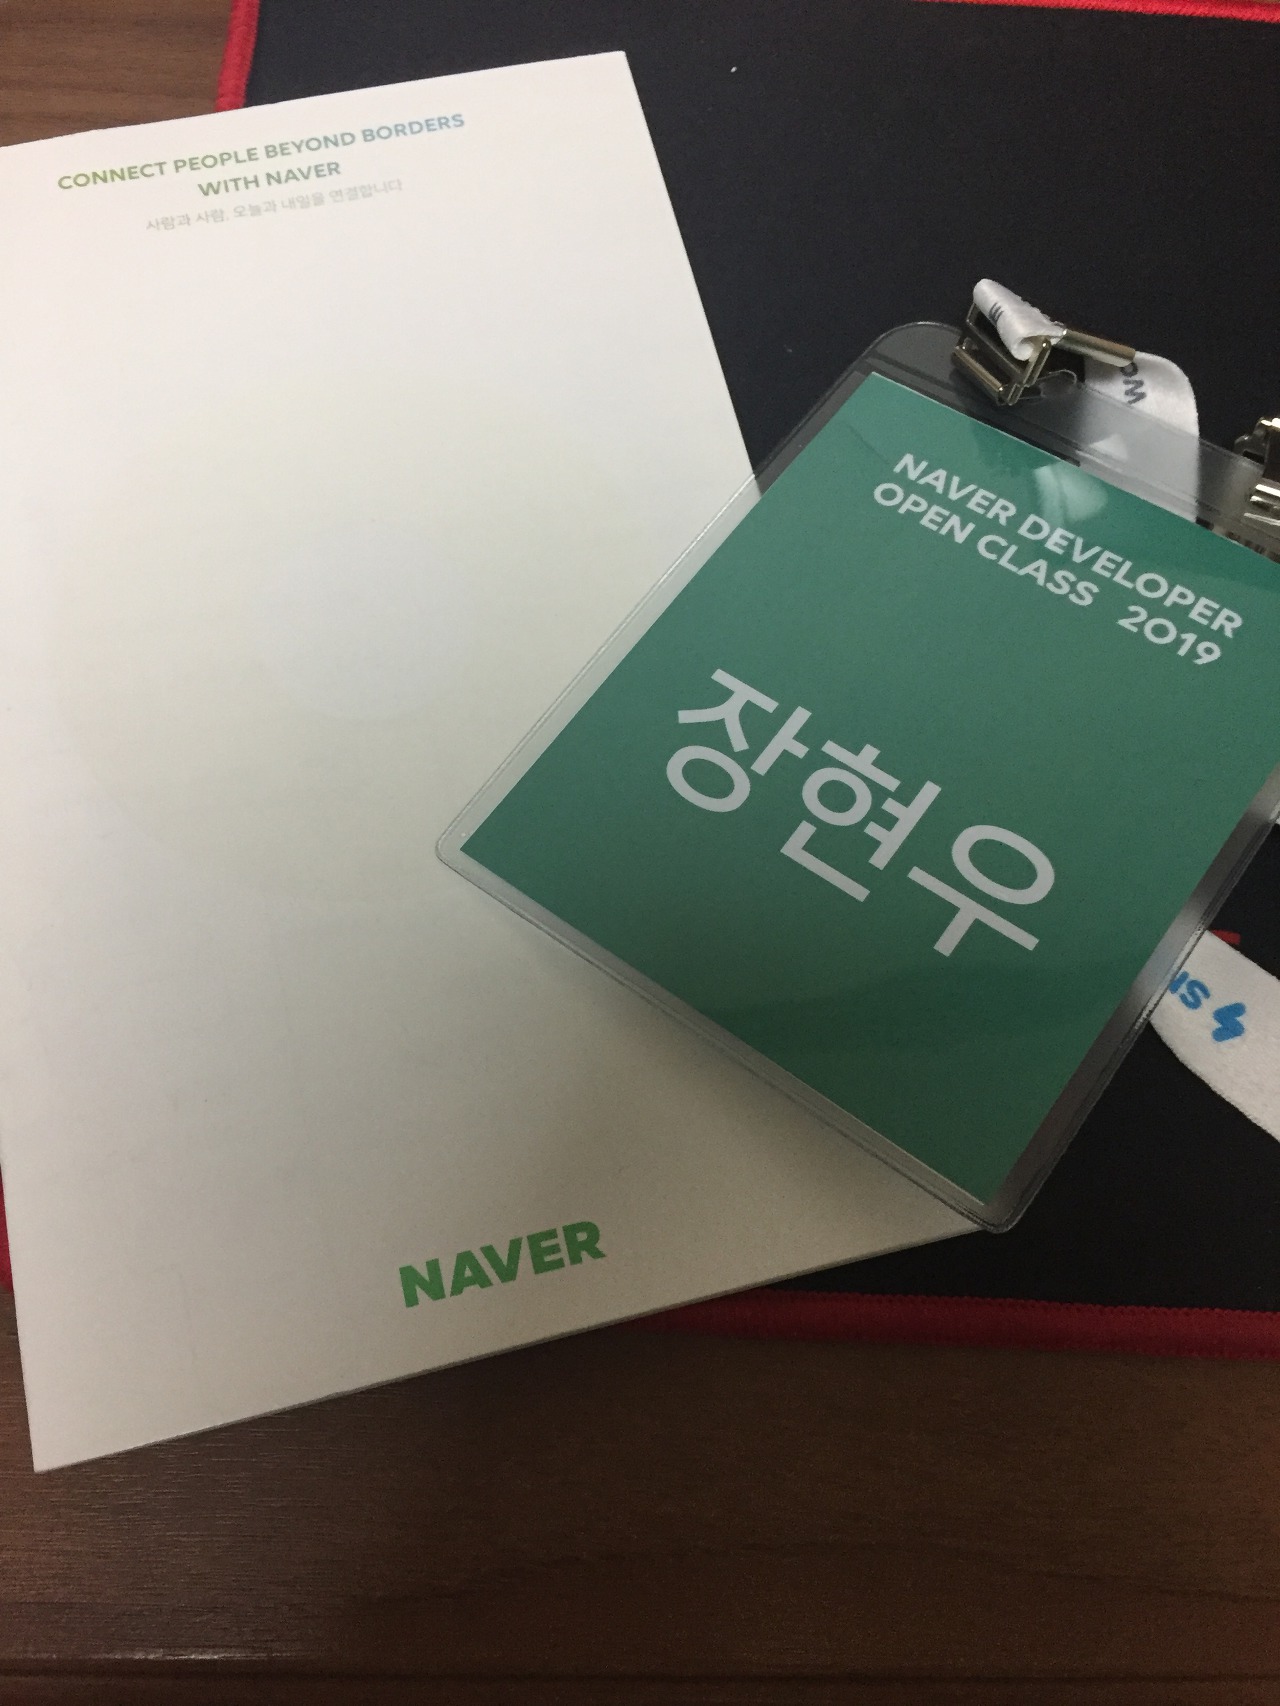 CONNECT PEOPLE BEYOND BORDERS
WITH NAVER
사람과 사람, 오늘과 내일을 연결합니다
NAVER
NAVER DEVELOPER
OPEN CLASS 2019
장현우